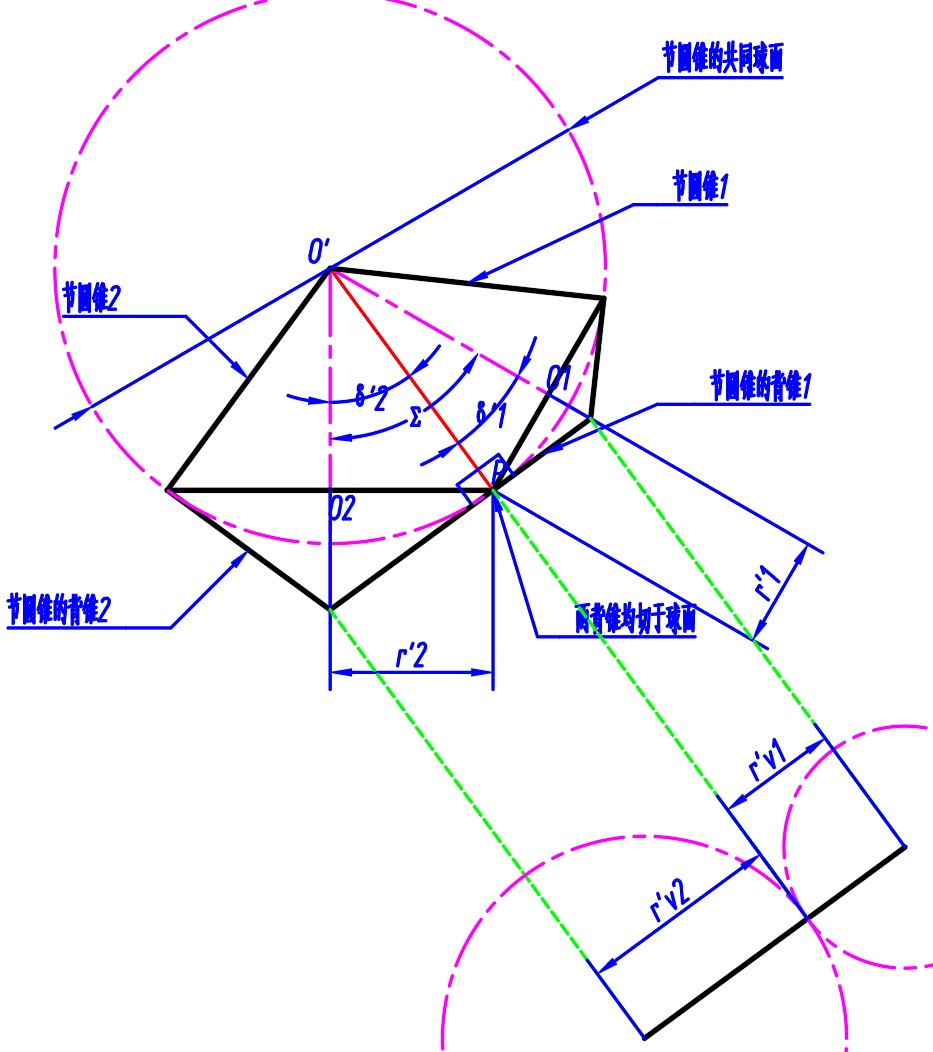 节圆锥的共同球面
节圆锥1
O'
节圆锥2
δ'2
Σ
δ'1
O1
节圆锥的背锥1
P
O2
r'1
节圆锥的背锥2
两背锥均切于球面
r'2
r'v1
r'v2